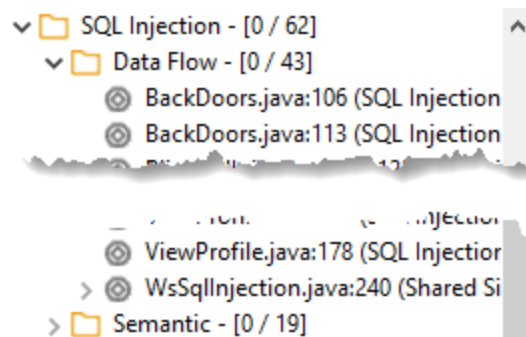 SQL Injection - [0 / 62]
Data Flow - [0 / 43]
BackDoors.java:106 (SQL Injection
BackDoors.java:113 (SQL Injection
ViewProfile.java:178 (SQL Injection
WsSqlInjection.java:240 (Shared Si
Semantic - [0 / 19]